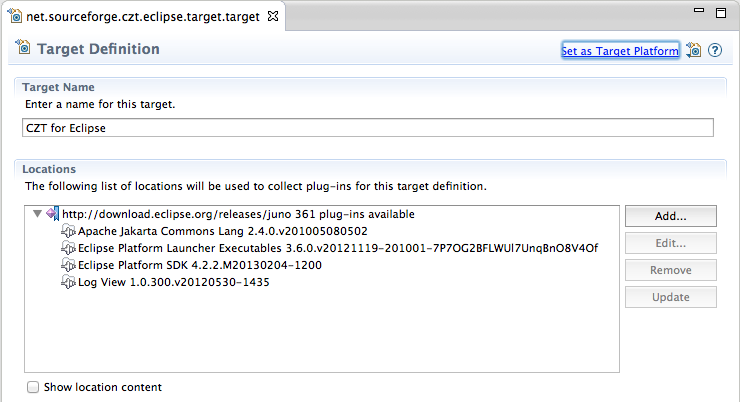 net.sourceforge.czt.eclipse.target.target
Target Definition
Set as Target Platform
Target Name
Enter a name for this target.
CZT for Eclipse
Locations
The following list of locations will be used to collect plug-ins for this target definition.
http://download.eclipse.org/releases/juno 361 plug-ins available
Apache Jakarta Commons Lang 2.4.0.v201005080502
Eclipse Platform Launcher Executables 3.6.0.v20121119-201001-7P7OG2BFLWUl7UnqBnO8V4Of
Eclipse Platform SDK 4.2.2.M20130204-1200
Log View 1.0.300.v20120530-1435
Add...
Edit...
Remove
Update
Show location content